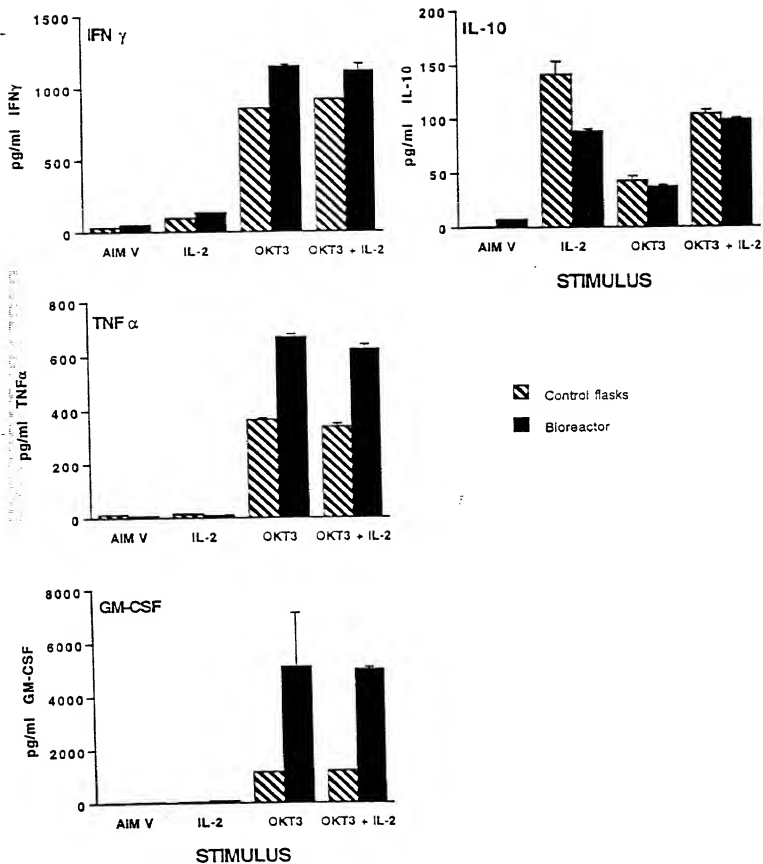 IFN γ
pg/ml IFNγ
1500
1000
500
0
AIM V IL-2 OKT3 OKT3 + IL-2
IL-10
pg/ml IL-10
200
150
100
50
0
AIM V IL-2 OKT3 OKT3 + IL-2
STIMULUS
TNF α
pg/ml TNFα
800
600
400
200
0
AIM V IL-2 OKT3 OKT3 + IL-2
Control flasks
Bioreactor
GM-CSF
pg/ml GM-CSF
8000
6000
4000
2000
0
AIM V IL-2 OKT3 OKT3 + IL-2
STIMULUS